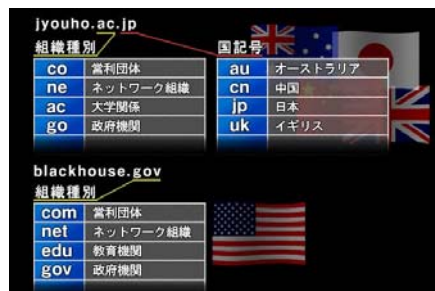 jyouho.ac.jp
組織種別
co 営利団体
ne ネットワーク組織
ac 大学関係
go 政府機関
国記号
au オーストラリア
cn 中国
jp 日本
uk イギリス
blackhouse.gov
組織種別
com 営利団体
net ネットワーク組織
edu 教育機関
gov 政府機関